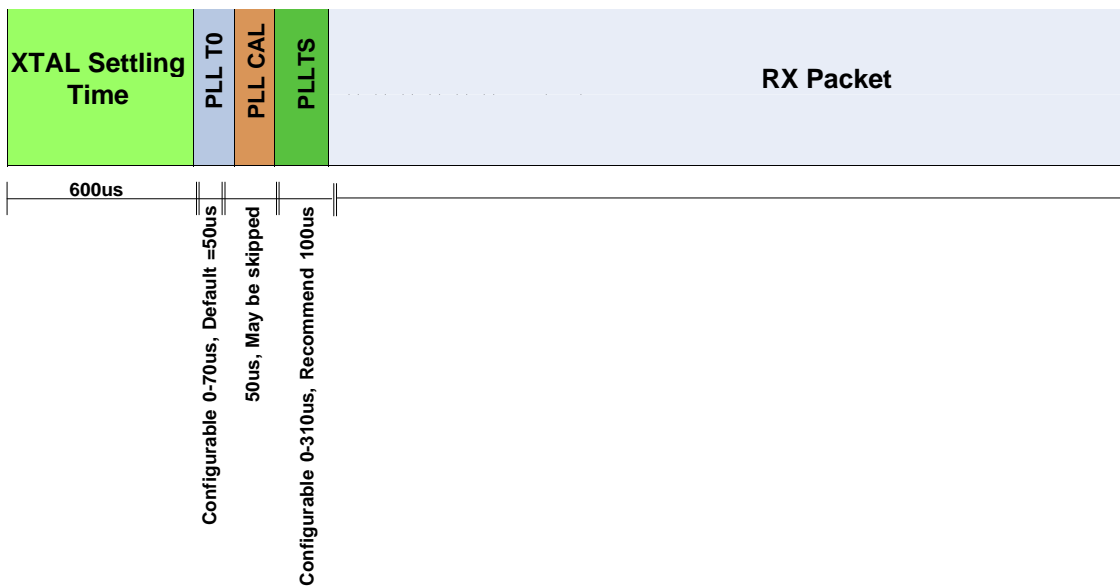 XTAL Settling
Time
PLL T0
PLL CAL
PLLTS
RX Packet
600us
Configurable 0-70us, Default =50us
50us, May be skipped
Configurable 0-310us, Recommend 100us